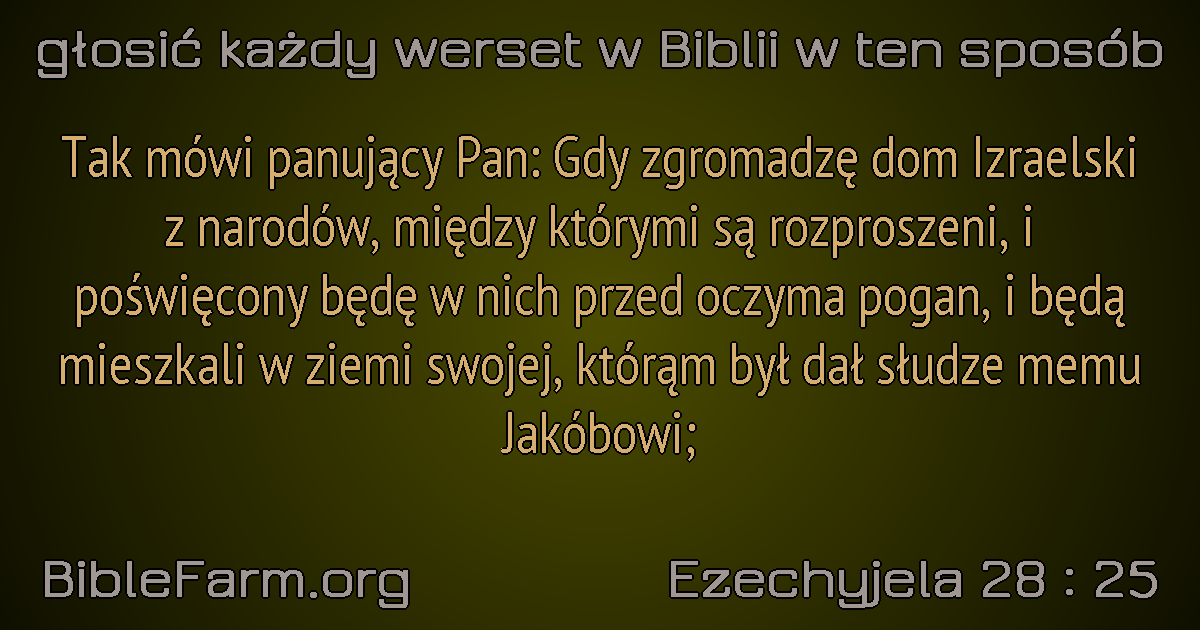 głosić każdy werset w Biblii w ten sposób
Tak mówi panujący Pan: Gdy zgromadzę dom Izraelski
z narodów, między którymi są rozproszeni, i
poświęcony będę w nich przed oczyma pogan, i będą
mieszkali w ziemi swojej, którąm był dał słudze memu
Jakóbowi;
BibleFarm.org
Ezechyjela 28 : 25